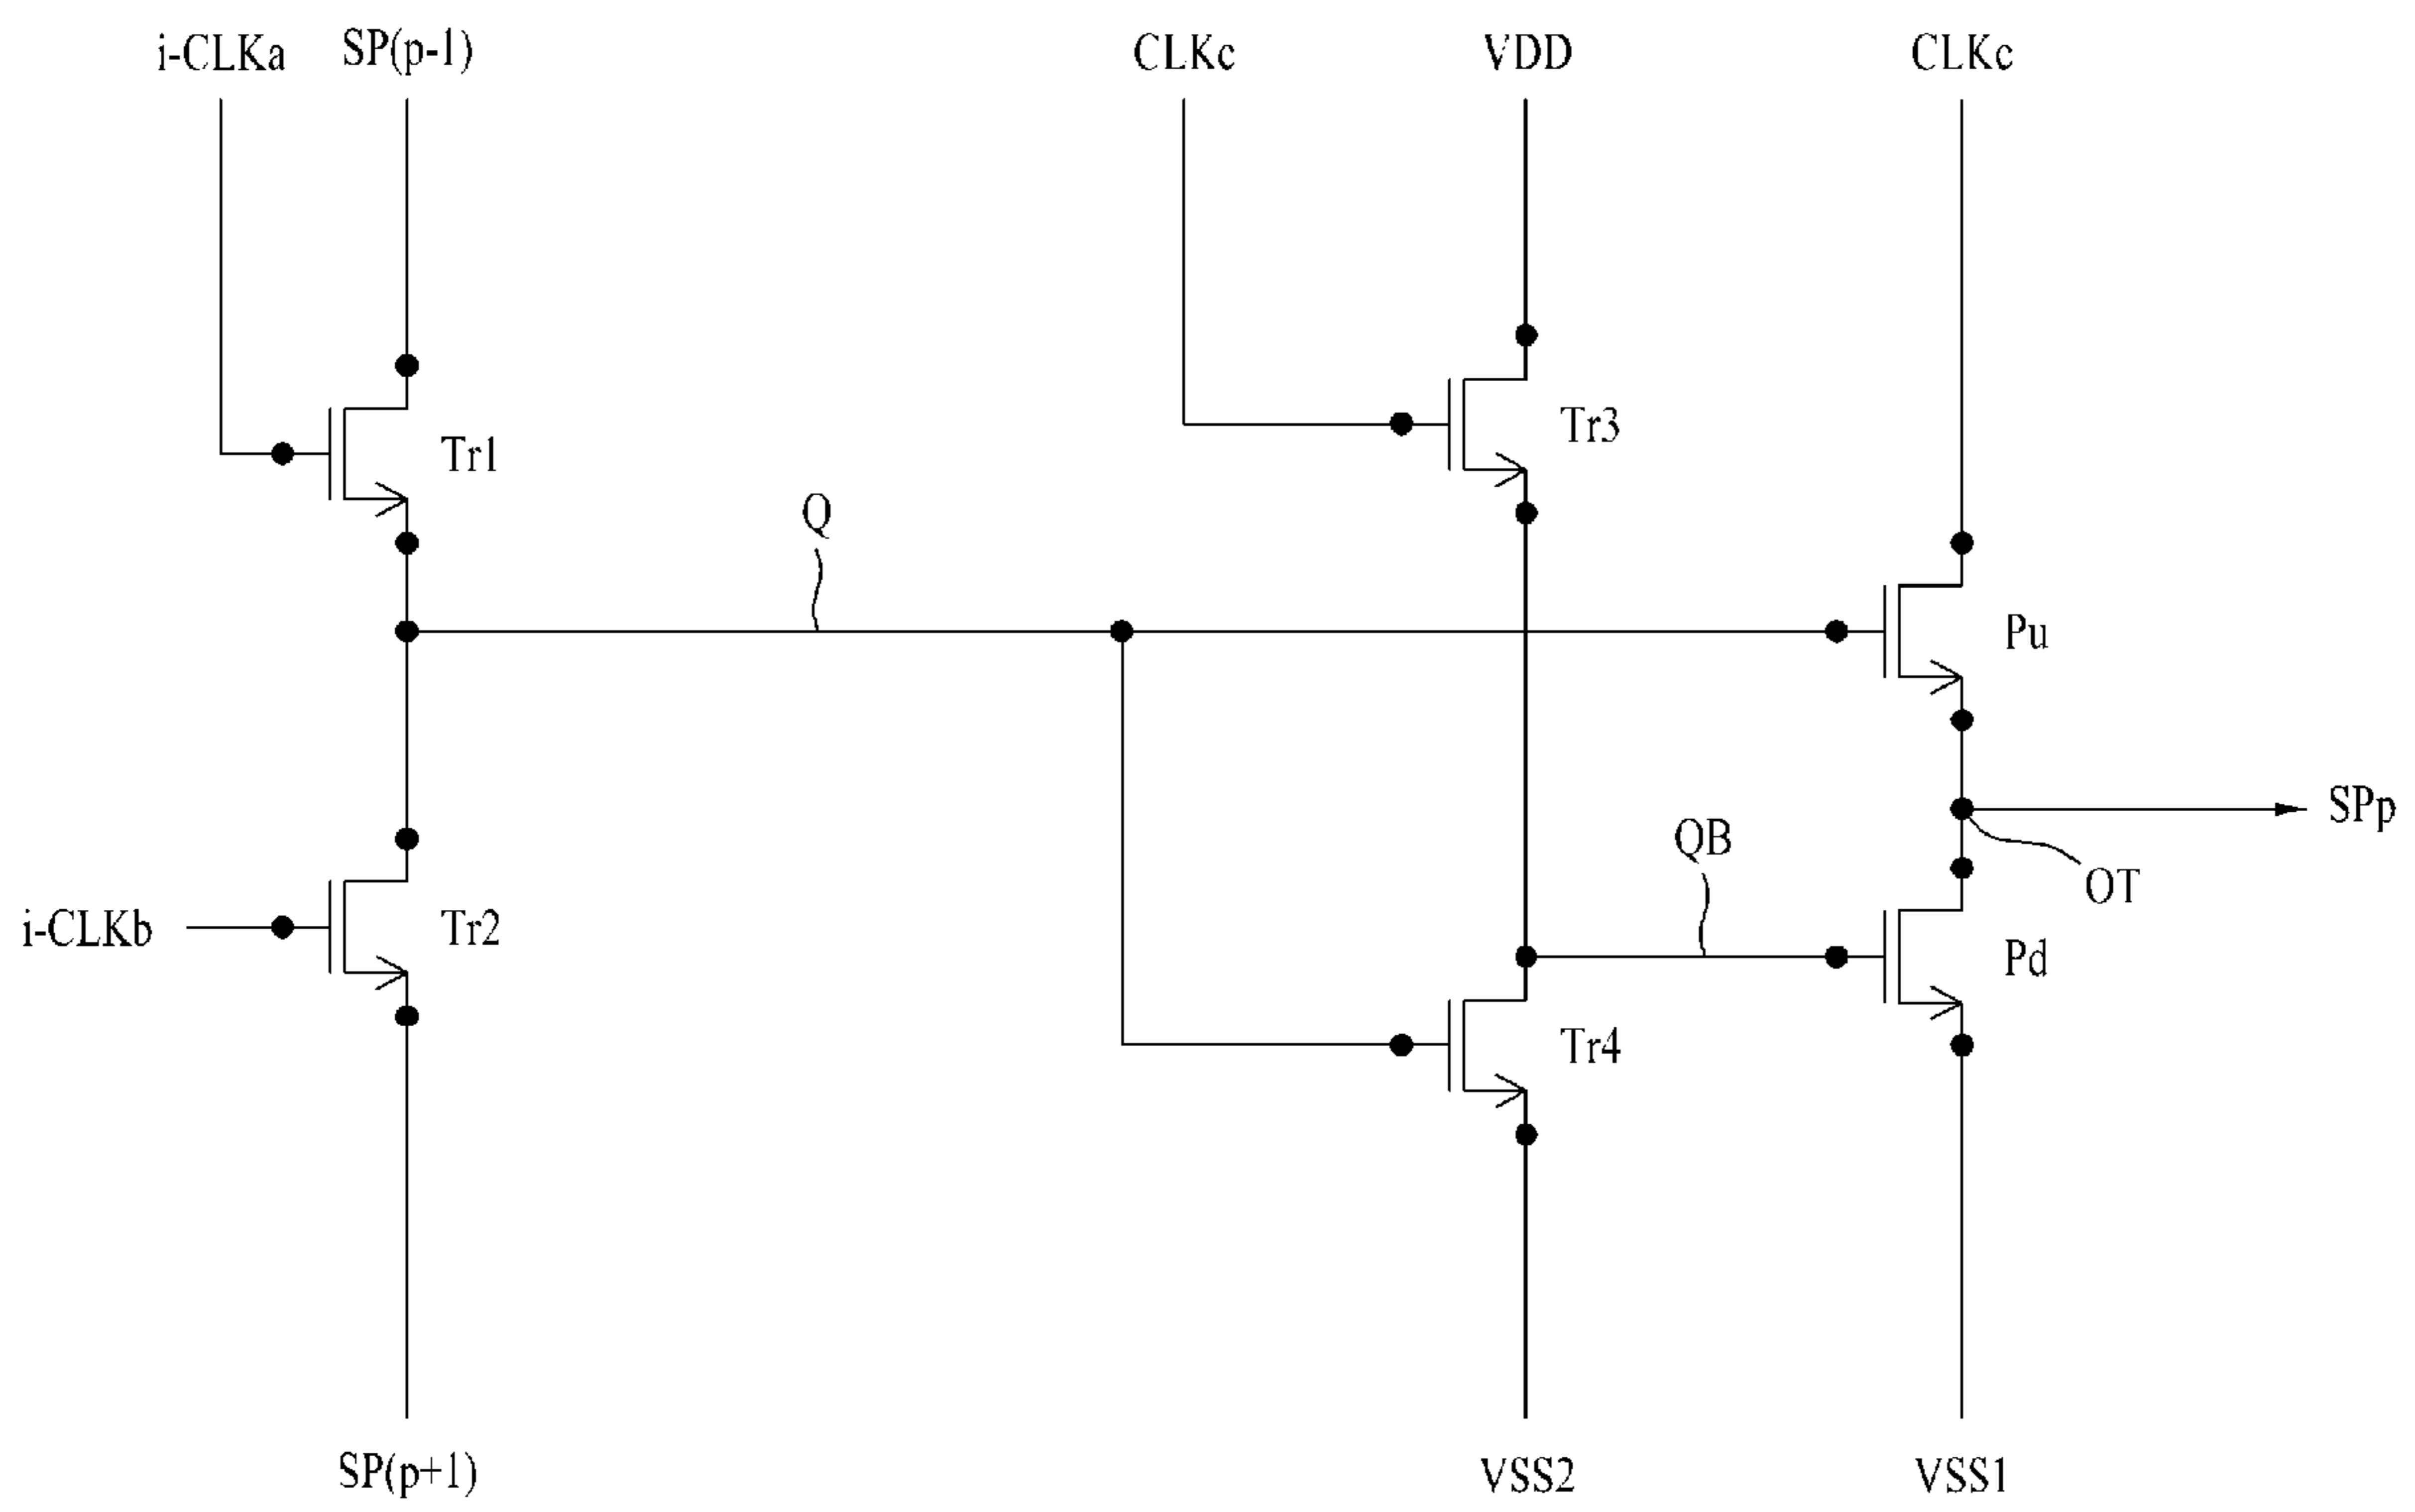 i-CLKa
SP(p-1)
CLKc
VDD
CLKc
Tr1
Tr3
Q
Pu
SPp
QB
OT
i-CLKb
Tr2
Pd
Tr4
SP(p+1)
VSS2
VSS1